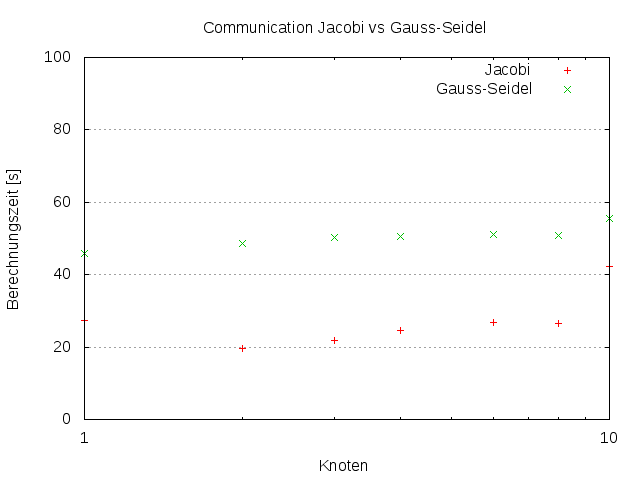 Communication Jacobi vs Gauss-Seidel
100
80
60
40
20
0
Berechnungszeit [s]
Jacobi
Gauss-Seidel
1
10
Knoten